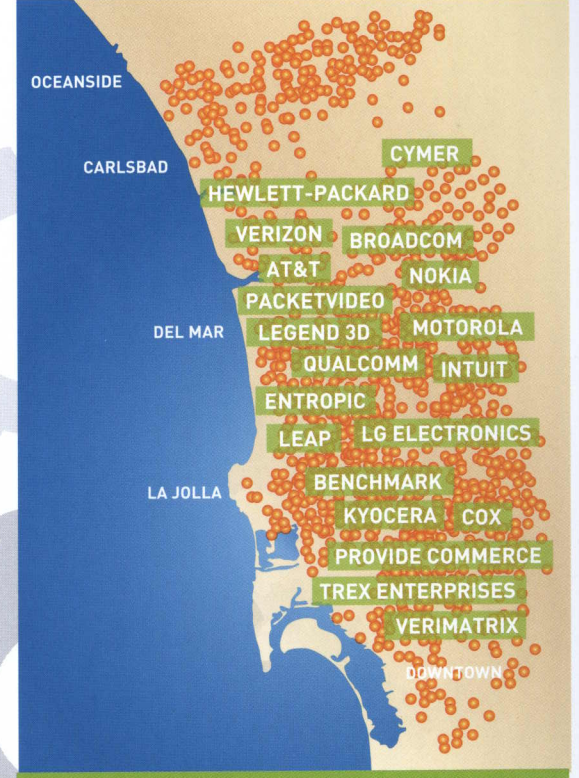 OCEANSIDE
CYMER
CARLSBAD
HEWLETT-PACKARD
VERIZON
BROADCOM
AT&T
NOKIA
PACKETVIDEO
DEL MAR
LEGEND 3D
MOTOROLA
QUALCOMM
INTUIT
ENTROPIC
LEAP
LG ELECTRONICS
BENCHMARK
LA JOLLA
KYOCERA
COX
PROVIDE COMMERCE
TREX ENTERPRISES
VERIMATRIX
DOWNTOWN